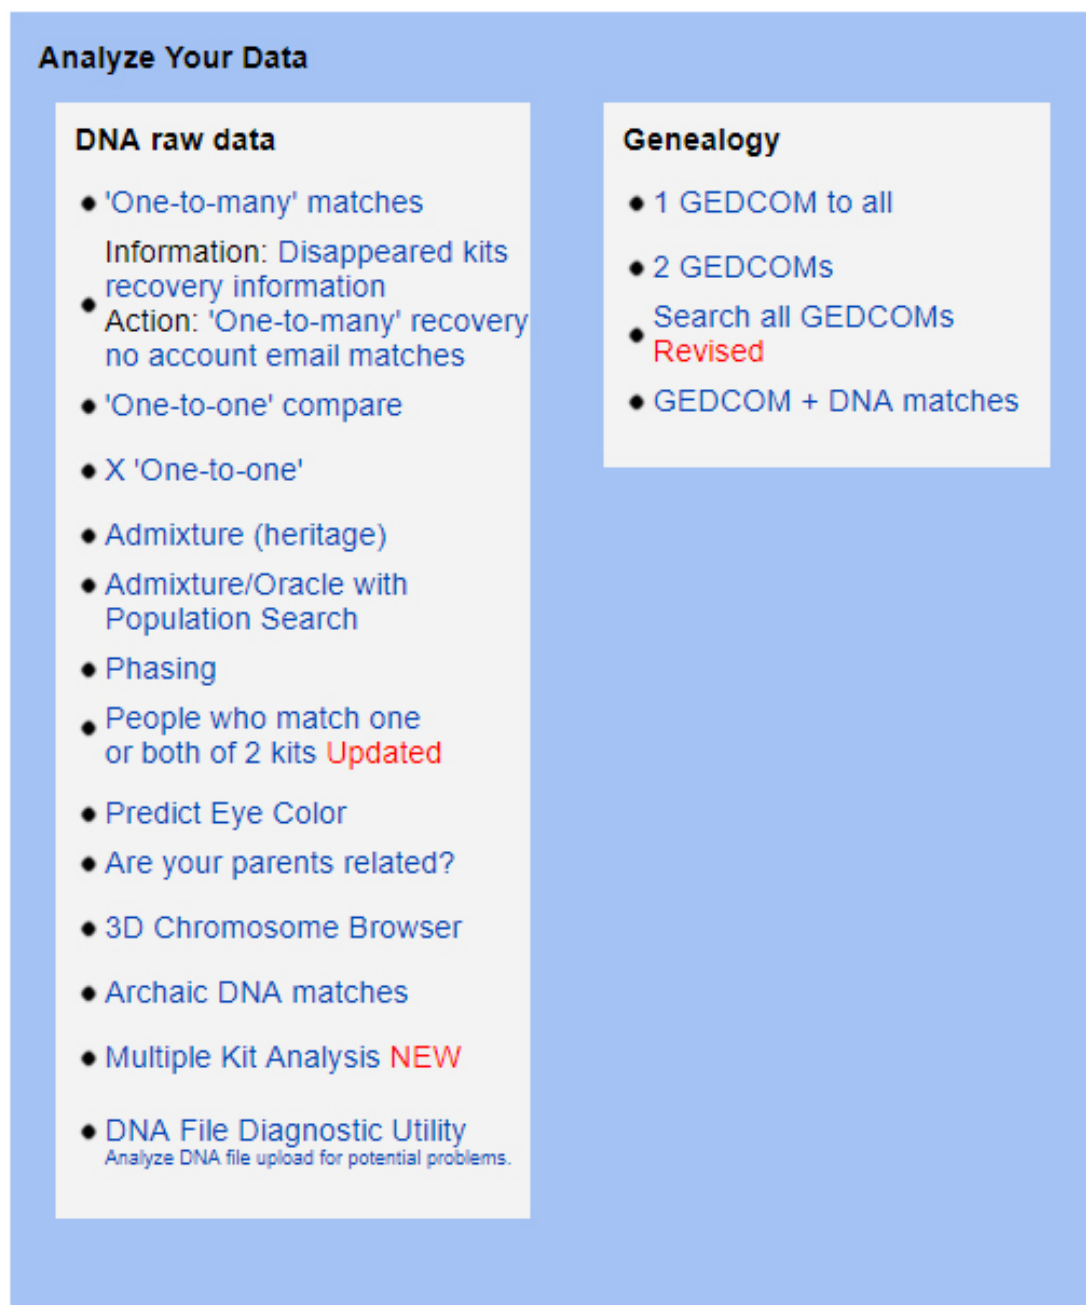 Analyze Your Data
DNA raw data
'One-to-many' matches
Information: Disappeared kits
recovery information
Action: 'One-to-many' recovery
no account email matches
'One-to-one' compare
X 'One-to-one'
Admixture (heritage)
Admixture/Oracle with
Population Search
Phasing
People who match one
or both of 2 kits Updated
Predict Eye Color
Are your parents related?
3D Chromosome Browser
Archaic DNA matches
Multiple Kit Analysis NEW
DNA File Diagnostic Utility
Analyze DNA file upload for potential problems.
Genealogy
1 GEDCOM to all
2 GEDCOMs
Search all GEDCOMs
Revised
GEDCOM + DNA matches